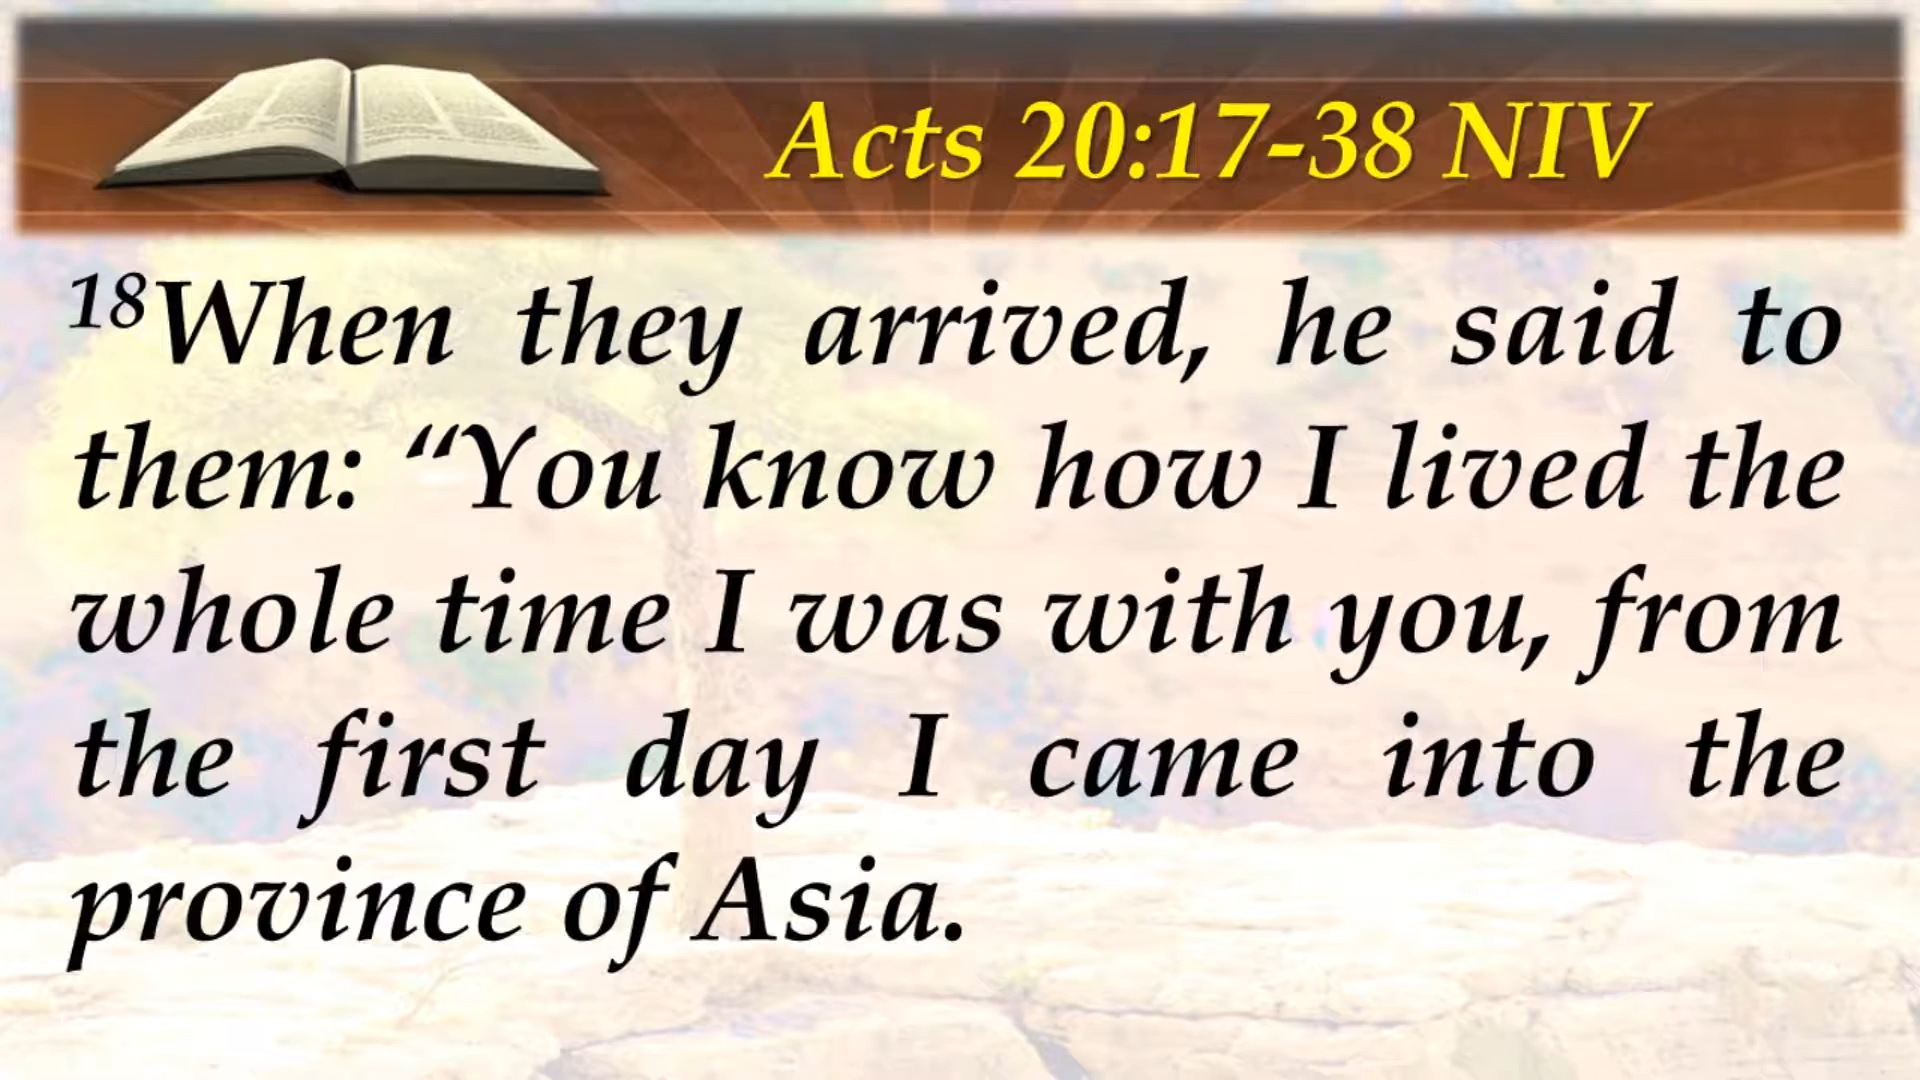 Acts 20:17-38 NIV
18When they arrived, he said to
them: “You know how I lived the
whole time I was with you, from
the first day I came into the
province of Asia.